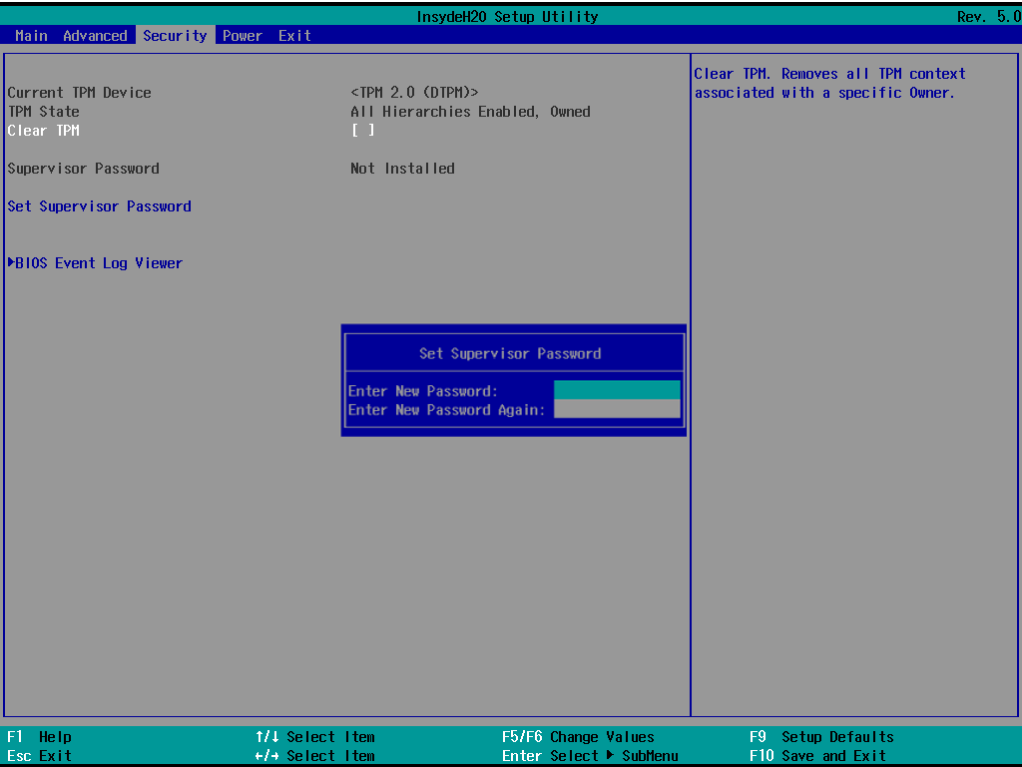 InsydeH20 Setup Utility Rev. 5.0
Main Advanced Security Power Exit
Current TPM Device <TPM 2.0 (DTPM)>
TPM State All Hierarchies Enabled, Owned
Clear TPM [ ]
Supervisor Password Not Installed
Set Supervisor Password
▶BIOS Event Log Viewer
Clear TPM. Removes all TPM context
associated with a specific Owner.
Set Supervisor Password
Enter New Password:
Enter New Password Again:
F1 Help ↑/↓ Select Item F5/F6 Change Values F9 Setup Defaults
Esc Exit ←/→ Select Item Enter Select ▶ SubMenu F10 Save and Exit